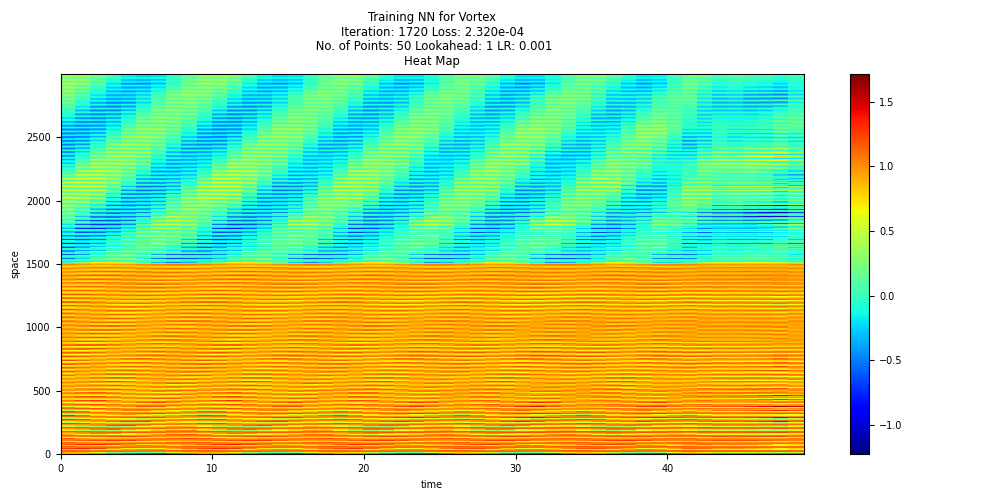 Training NN for Vortex
Iteration: 1720 Loss: 2.320e-04
No. of Points: 50 Lookahead: 1 LR: 0.001
Heat Map
space
2500
2000
1500
1000
500
0
0
10
20
30
40
time
1.5
1.0
0.5
0.0
−0.5
−1.0